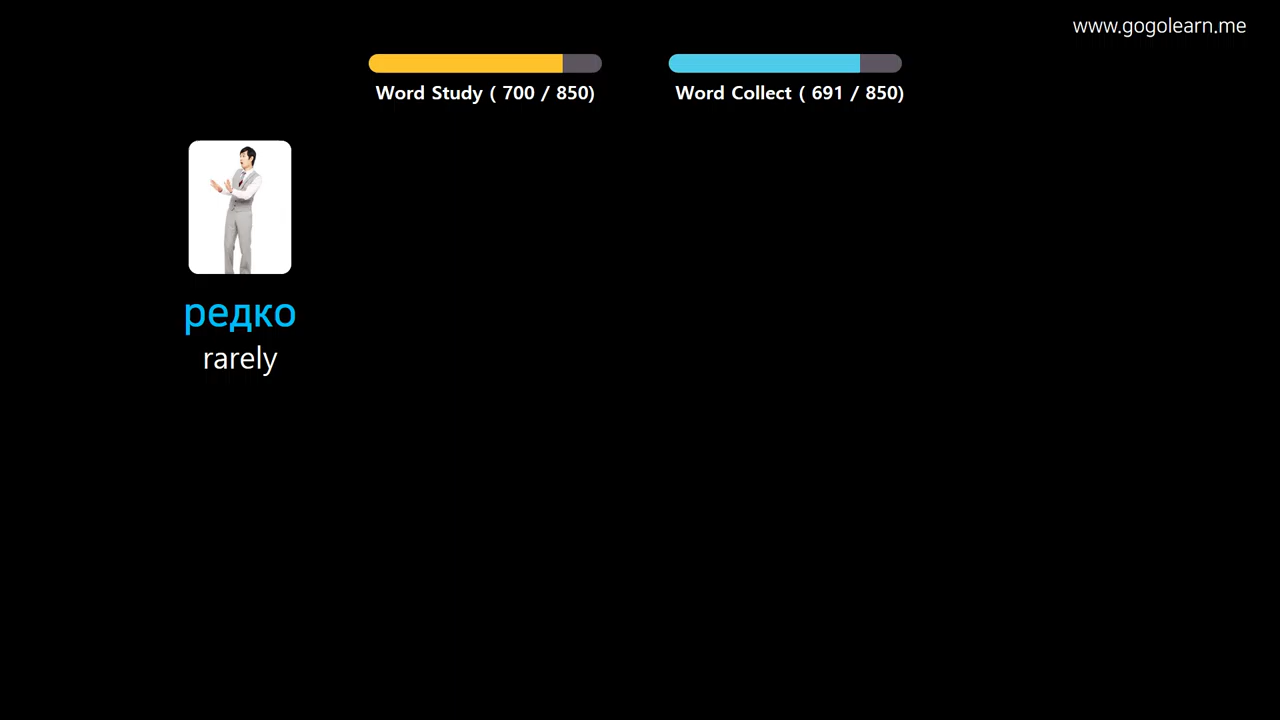 www.gogolearn.me
Word Study ( 700 / 850)
Word Collect ( 691 / 850)
редко
rarely